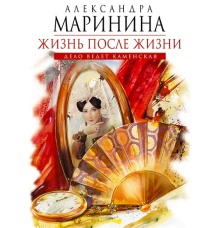 АЛЕКСАНДРА
МАРИНИНА
ЖИЗНЬ ПОСЛЕ ЖИЗНИ
ДЕЛО ВЕДЕТ КАМЕНСКАЯ